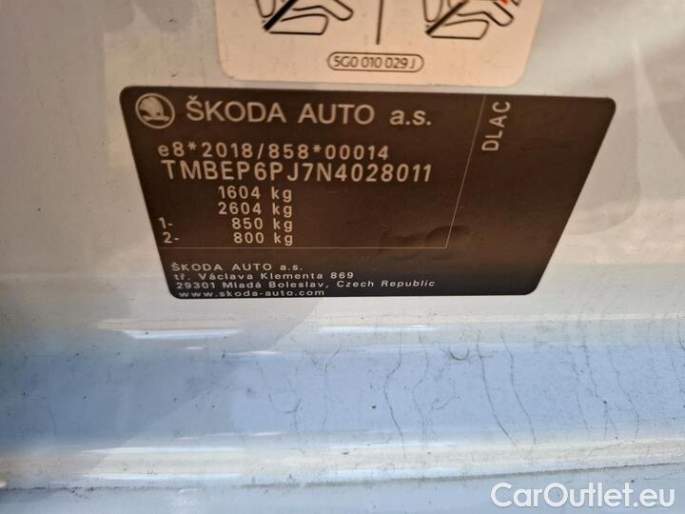 5G0 010 029 J
ŠKODA AUTO a.s.
DLAC
e8*2018/858*00014
TMBEP6PJ7N4028011
1604 kg
2604 kg
1- 850 kg
2- 800 kg
ŠKODA AUTO a.s.
tř. Václava Klementa 869
29301 Mladá Boleslav, Czech Republic
www.skoda-auto.com
CarOutlet.eu